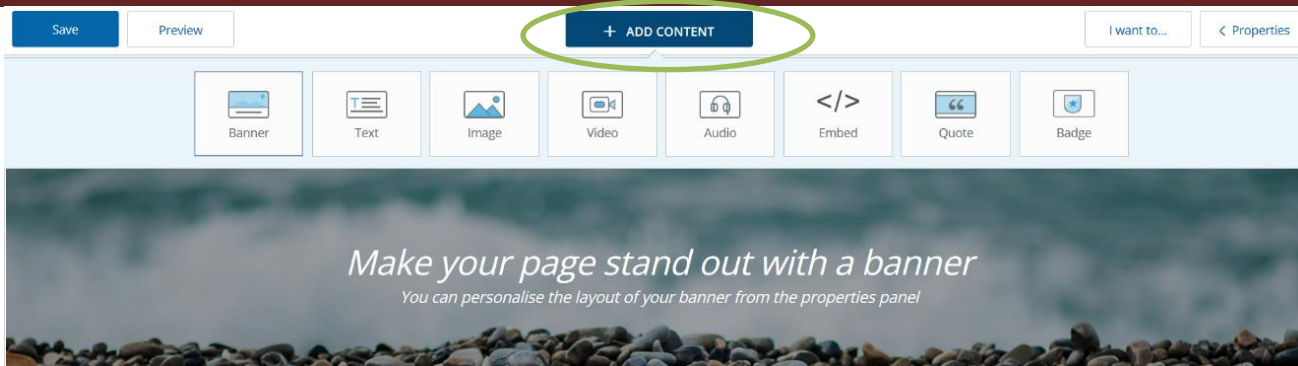 Save
Preview
+ ADD CONTENT
I want to...
< Properties
Banner
Text
Image
Video
Audio
</>
Embed
Quote
Badge
Make your page stand out with a banner
You can personalise the layout of your banner from the properties panel